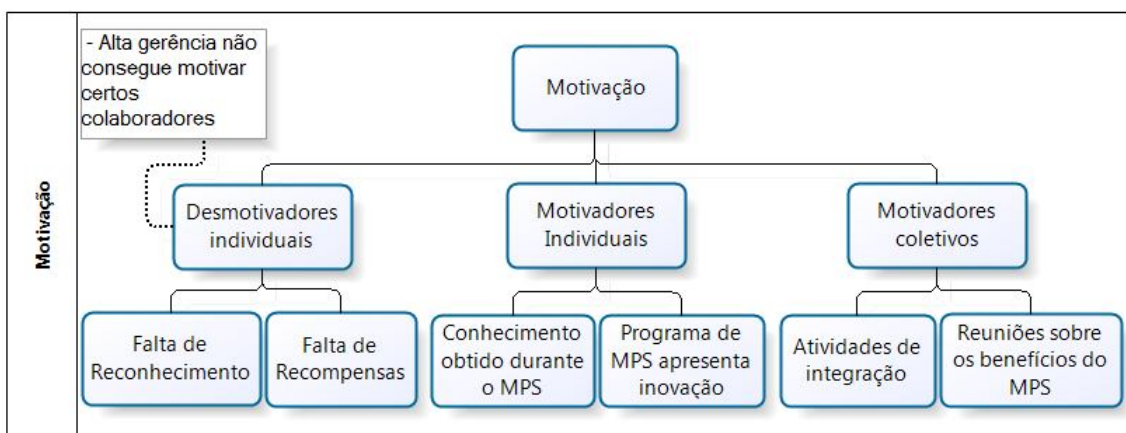 Motivação
- Alta gerência não
consegue motivar
certos
colaboradores
Motivação
Desmotivadores
individuais
Motivadores
Individuais
Motivadores
coletivos
Falta de
Reconhecimento
Falta de
Recompensas
Conhecimento
obtido durante
o MPS
Programa de
MPS apresenta
inovação
Atividades de
integração
Reuniões sobre
os benefícios do
MPS